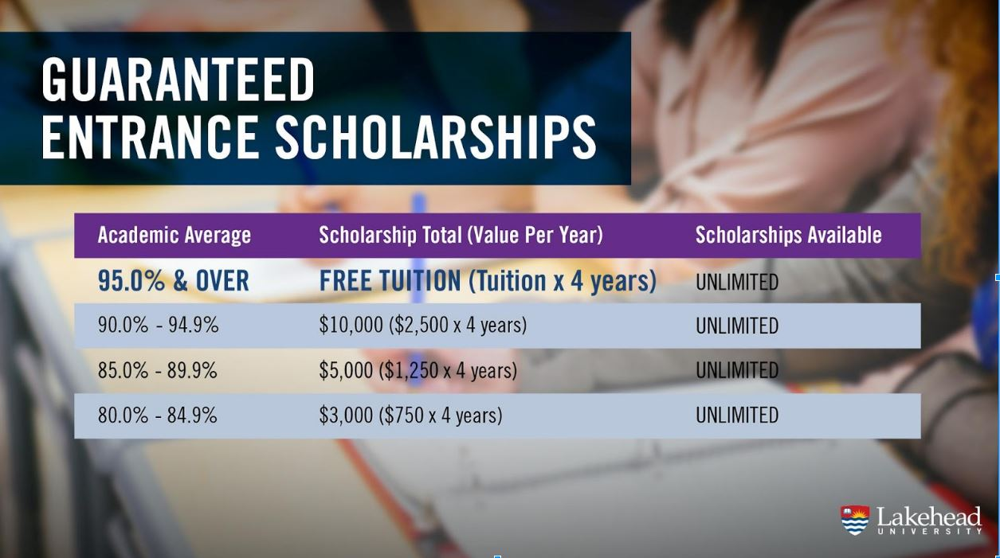 GUARANTEED
ENTRANCE SCHOLARSHIPS
Academic Average Scholarship Total (Value Per Year) Scholarships Available
95.0% & OVER FREE TUITION (Tuition x 4 years) UNLIMITED
90.0% - 94.9% $10,000 ($2,500 x 4 years) UNLIMITED
85.0% - 89.9% $5,000 ($1,250 x 4 years) UNLIMITED
80.0% - 84.9% $3,000 ($750 x 4 years) UNLIMITED
Lakehead
UNIVERSITY